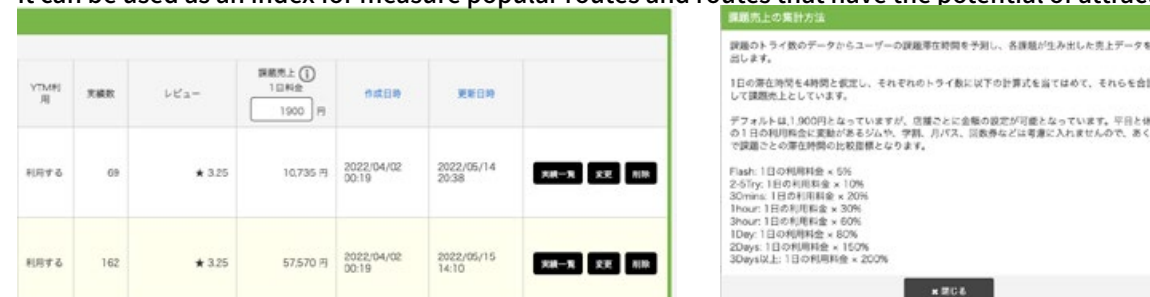 It can be used as an index for measure popular routes and routes that have the potential of attrac
YTM利
用
実績数
レビュー
課題売上
1日料金
1900 円
作成日時
更新日時
利用する 69 ★ 3.25 10,735 円 2022/04/02 00:19 2022/05/14 20:38 実績一覧 変更 削除
利用する 162 ★ 3.25 57,570 円 2022/04/02 00:19 2022/05/15 14:10 実績一覧 変更 削除
課題売上の集計方法
課題のトライ数のデータからユーザーの課題滞在時間を予測し、各課題が生み出した売上データを
出します。
1日の滞在時間を4時間と仮定し、それぞれのトライ数に以下の計算式を当てはめて、それらを合計
して課題売上としています。
デフォルトは、1,900円となっていますが、店舗ごとに金額の設定が可能となっています。平日と休
の1日の利用料金に変動があるジムや、学割、月パス、回数券などは考慮に入れませんので、あく
で課題ごとの滞在時間の比較指標となります。
Flash: 1日の利用料金 × 5%
2-5Try: 1日の利用料金 × 10%
30mins: 1日の利用料金 × 20%
1hour: 1日の利用料金 × 30%
3hour: 1日の利用料金 × 60%
1Day: 1日の利用料金 × 80%
2Days: 1日の利用料金 × 150%
3Days以上: 1日の利用料金 × 200%
× 閉じる